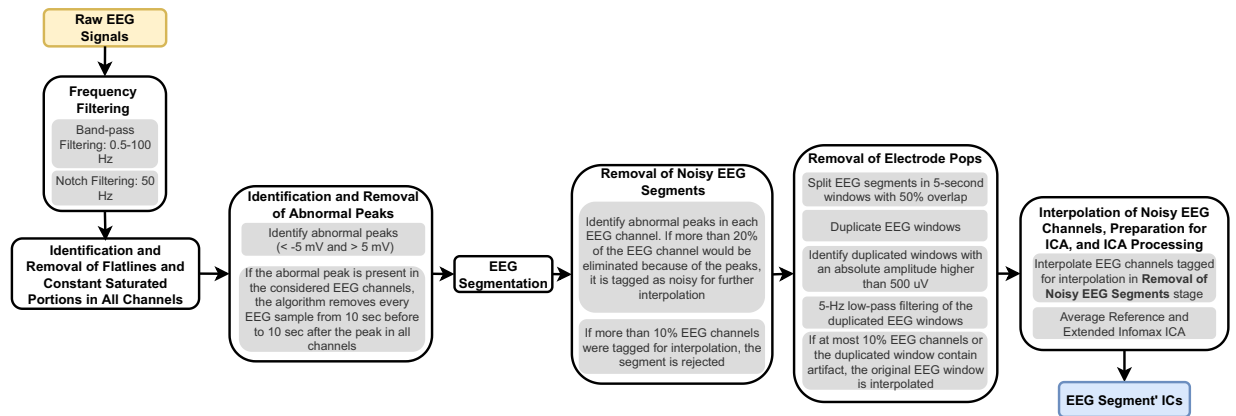 Raw EEG
Signals
Frequency
Filtering
Band-pass
Filtering: 0.5-100
Hz
Notch Filtering: 50
Hz
Identification and
Removal of Flatlines and
Constant Saturated
Portions in All Channels
Identification and Removal
of Abnormal Peaks
Identify abnormal peaks
(< -5 mV and > 5 mV)
If the abormal peak is present in
the considered EEG channels,
the algorithm removes every
EEG sample from 10 sec before
to 10 sec after the peak in all
channels
EEG
Segmentation
Removal of Noisy EEG
Segments
Identify abnormal peaks in each
EEG channel. If more than 20%
of the EEG channel would be
eliminated because of the peaks,
it is tagged as noisy for further
interpolation
If more than 10% EEG channels
were tagged for interpolation, the
segment is rejected
Removal of Electrode Pops
Split EEG segments in 5-second
windows with 50% overlap
Duplicate EEG windows
Identify duplicated windows with
an absolute amplitude higher
than 500 uV
5-Hz low-pass filtering of the
duplicated EEG windows
If at most 10% EEG channels or
the duplicated window contain
artifact, the original EEG window
is interpolated
Interpolation of Noisy EEG
Channels, Preparation for
ICA, and ICA Processing
Interpolate EEG channels tagged
for interpolation in Removal of
Noisy EEG Segments stage
Average Reference and
Extended Infomax ICA
EEG Segment' ICs